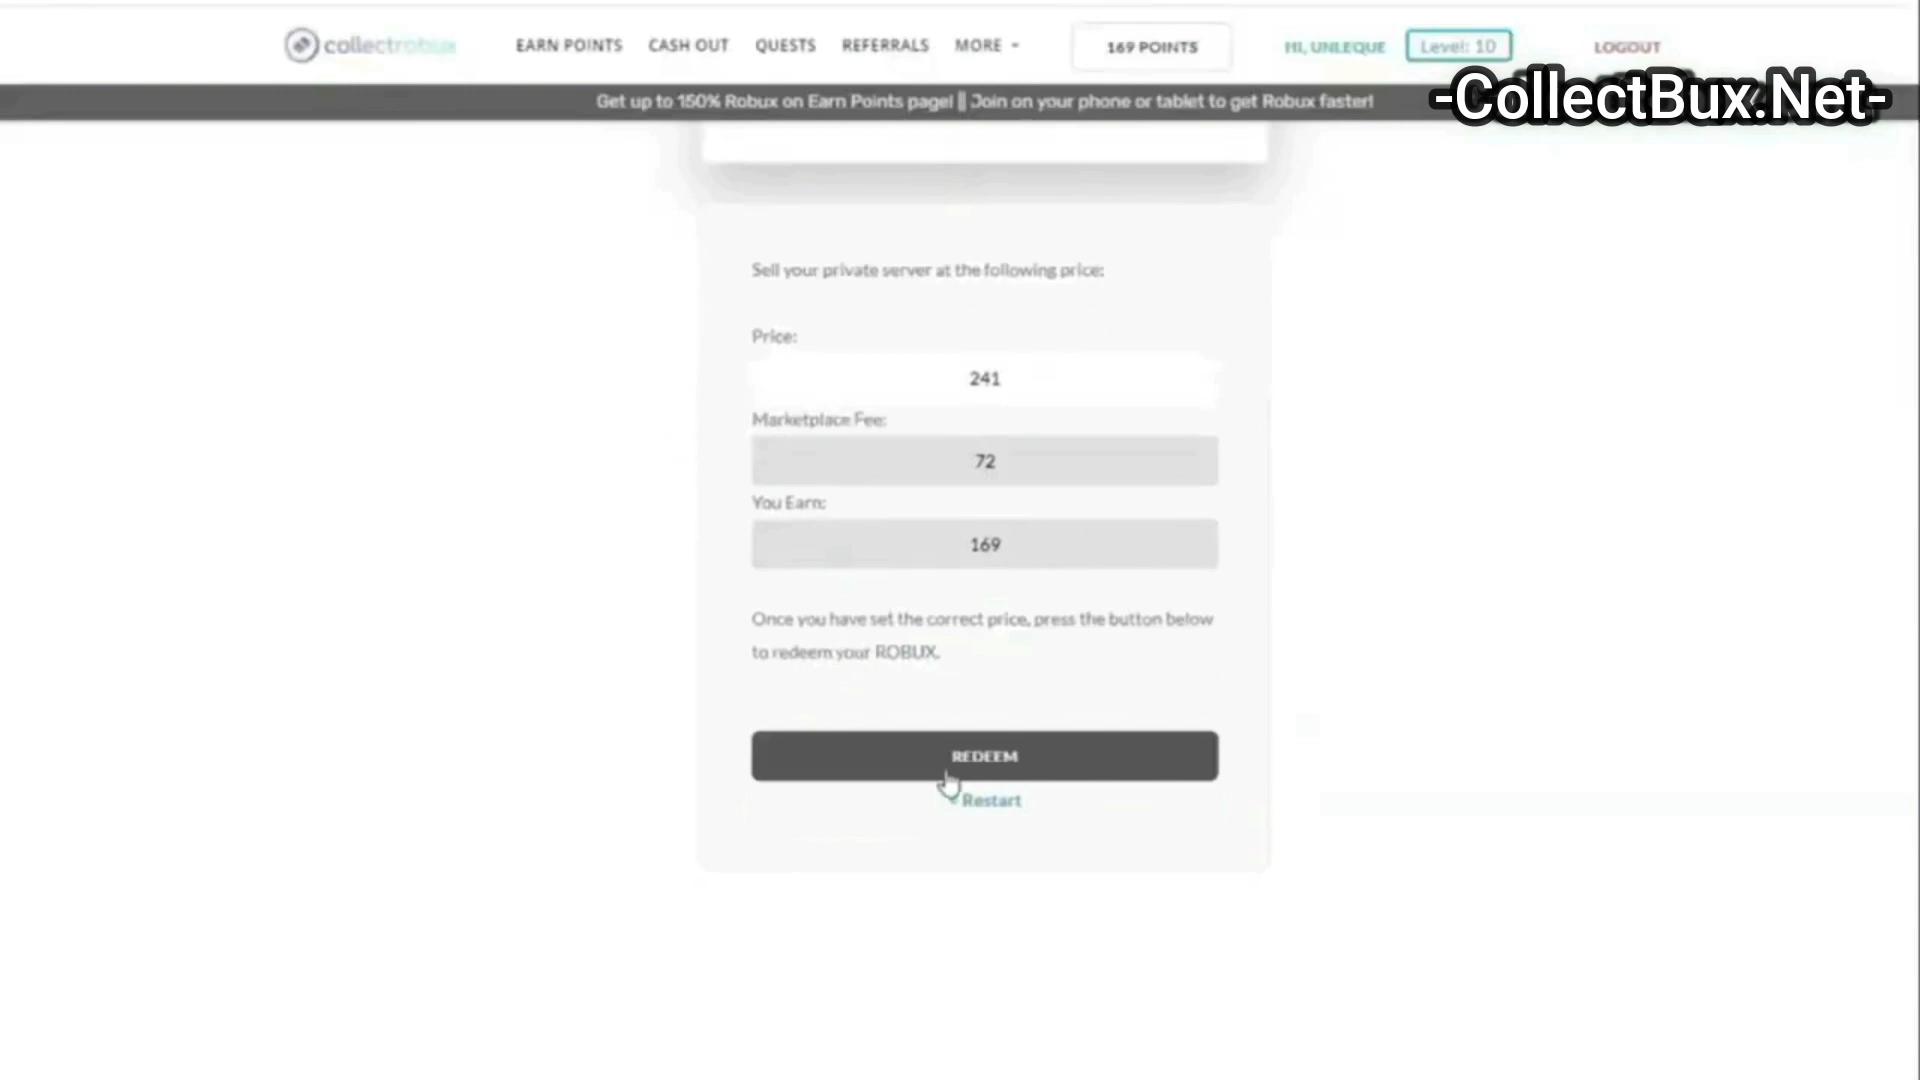 collectrobux EARN POINTS CASH OUT QUESTS REFERRALS MORE 169 POINTS HI, UNLEQUE Level: 10 LOGOUT
Get up to 150% Robux on Earn Points page! || Join on your phone or tablet to get Robux faster!
-CollectBux.Net-
Sell your private server at the following price:
Price:
241
Marketplace Fee:
72
You Earn:
169
Once you have set the correct price, press the button below
to redeem your ROBUX.
REDEEM
Restart